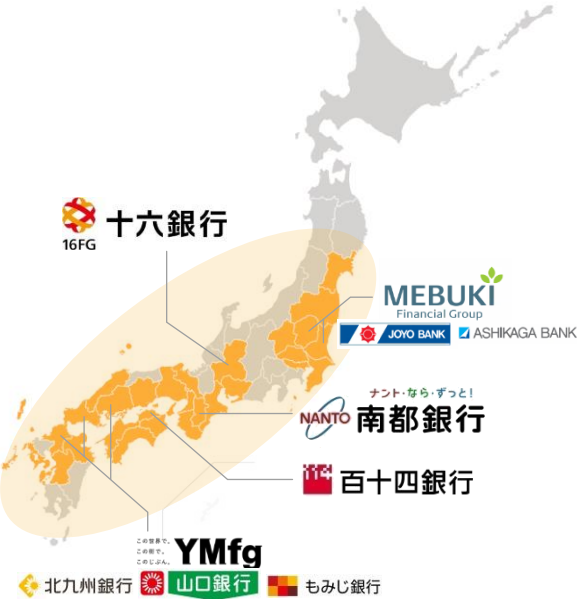 十六銀行
16FG
MEBUKI
Financial Group
JOYO BANK
ASHIKAGA BANK
ナント・なら・ずっと!
NANTO 南都銀行
百十四銀行
この世界で。
この街で。
このじぶん。
YMfg
北九州銀行
山口銀行
もみじ銀行